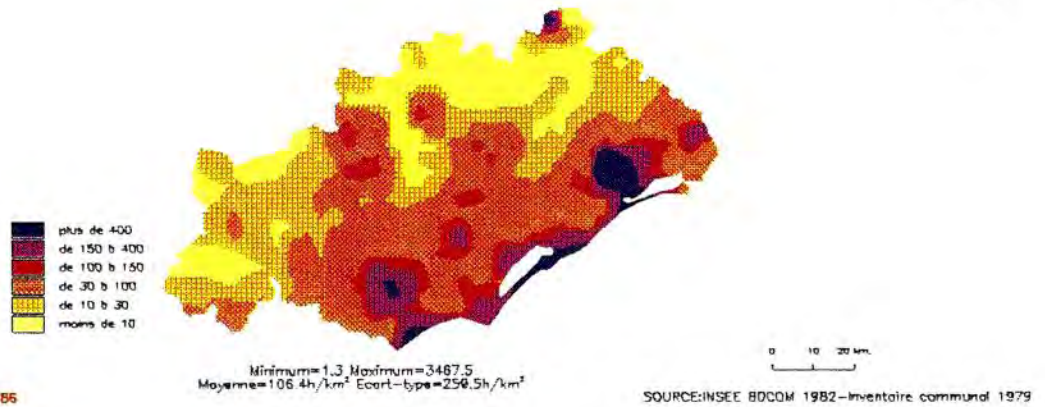 plus de 400
de 150 b 400
de 100 b 150
de 30 b 100
de 10 b 30
moins de 10
0 10 20 km.
Minimum=1.3 Maximum=3467.5
Moyenne=106.4h/km² Ecart-type=250.5h/km²
86
SOURCE:INSEE BDCOM 1982-Inventaire communal 1979